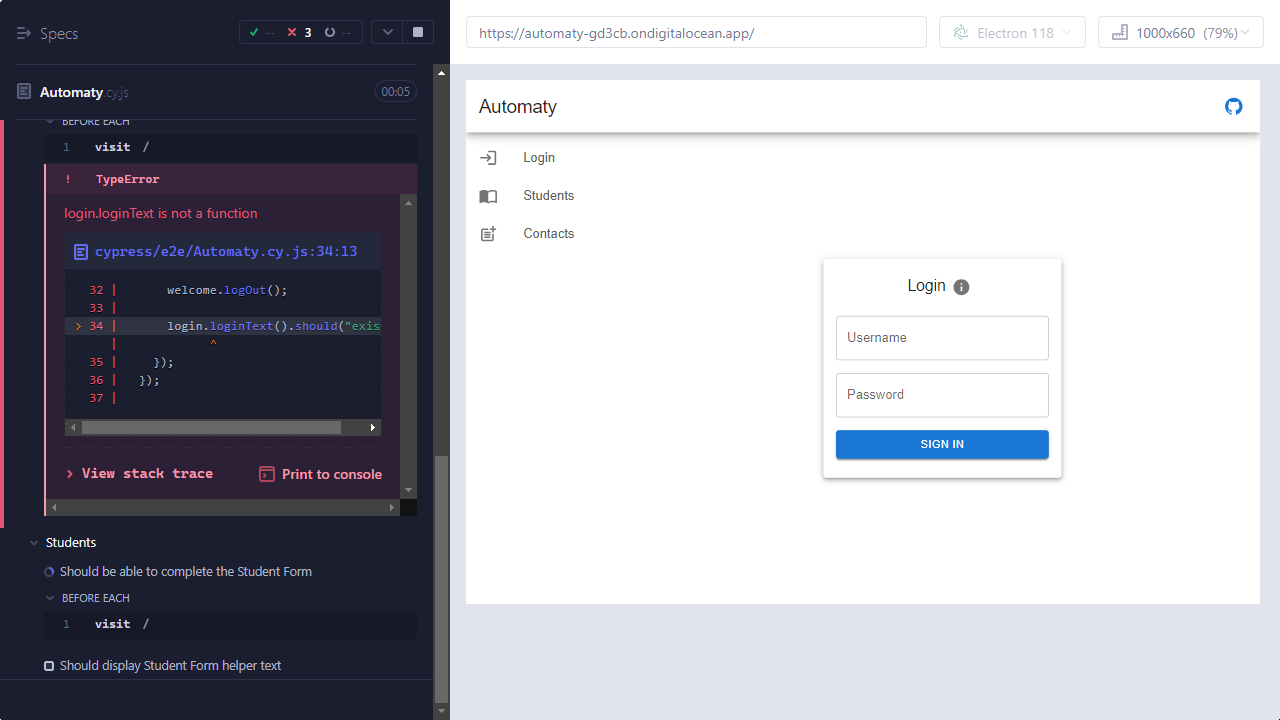 Specs
-- 3 --
Automaty.cy.js 00:05
BEFORE EACH
1 visit /
! TypeError
login.loginText is not a function
cypress/e2e/Automaty.cy.js:34:13
32 | welcome.logOut();
33 |
> 34 | login.loginText().should("exis
| ^
35 | });
36 | });
37 |
> View stack trace Print to console
Students
Should be able to complete the Student Form
BEFORE EACH
1 visit /
Should display Student Form helper text
https://automaty-gd3cb.ondigitalocean.app/
Electron 118
1000x660 (79%)
Automaty
Login
Students
Contacts
Login
Username
Password
SIGN IN